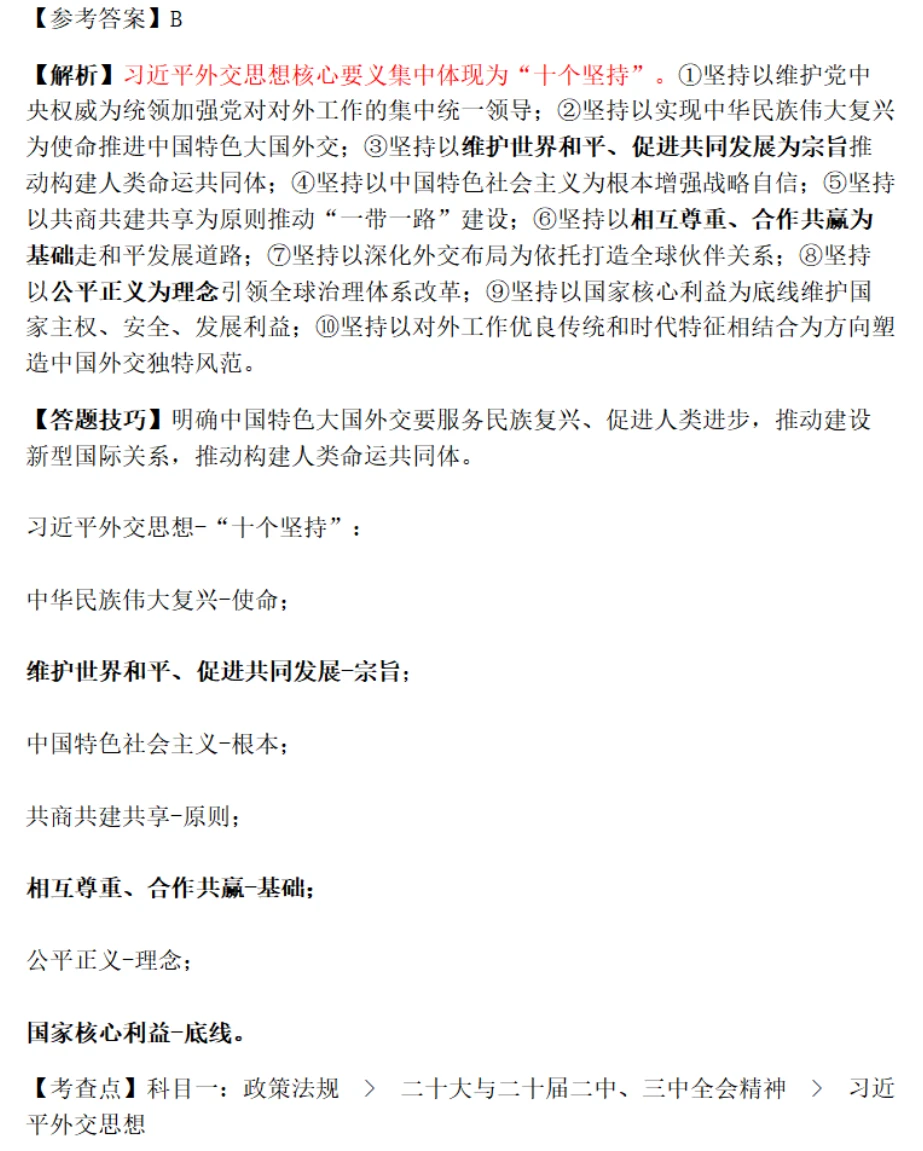 【参考答案】B
【解析】习近平外交思想核心要义集中体现为“十个坚持”。①坚持以维护党中
央权威为统领加强党对对外工作的集中统一领导；②坚持以实现中华民族伟大复兴
为使命推进中国特色大国外交；③坚持以维护世界和平、促进共同发展为宗旨推
动构建人类命运共同体；④坚持以中国特色社会主义为根本增强战略自信；⑤坚持
以共商共建共享为原则推动“一带一路”建设；⑥坚持以相互尊重、合作共赢为
基础走和平发展道路；⑦坚持以深化外交布局为依托打造全球伙伴关系；⑧坚持
以公平正义为理念引领全球治理体系改革；⑨坚持以国家核心利益为底线维护国
家主权、安全、发展利益；⑩坚持以对外工作优良传统和时代特征相结合为方向塑
造中国外交独特风范。
【答题技巧】明确中国特色大国外交要服务民族复兴、促进人类进步，推动建设
新型国际关系，推动构建人类命运共同体。
习近平外交思想-“十个坚持”：
中华民族伟大复兴-使命；
维护世界和平、促进共同发展-宗旨；
中国特色社会主义-根本；
共商共建共享-原则；
相互尊重、合作共赢-基础；
公平正义-理念；
国家核心利益-底线。
【考查点】科目一：政策法规 > 二十大与二十届二中、三中全会精神 > 习近
平外交思想